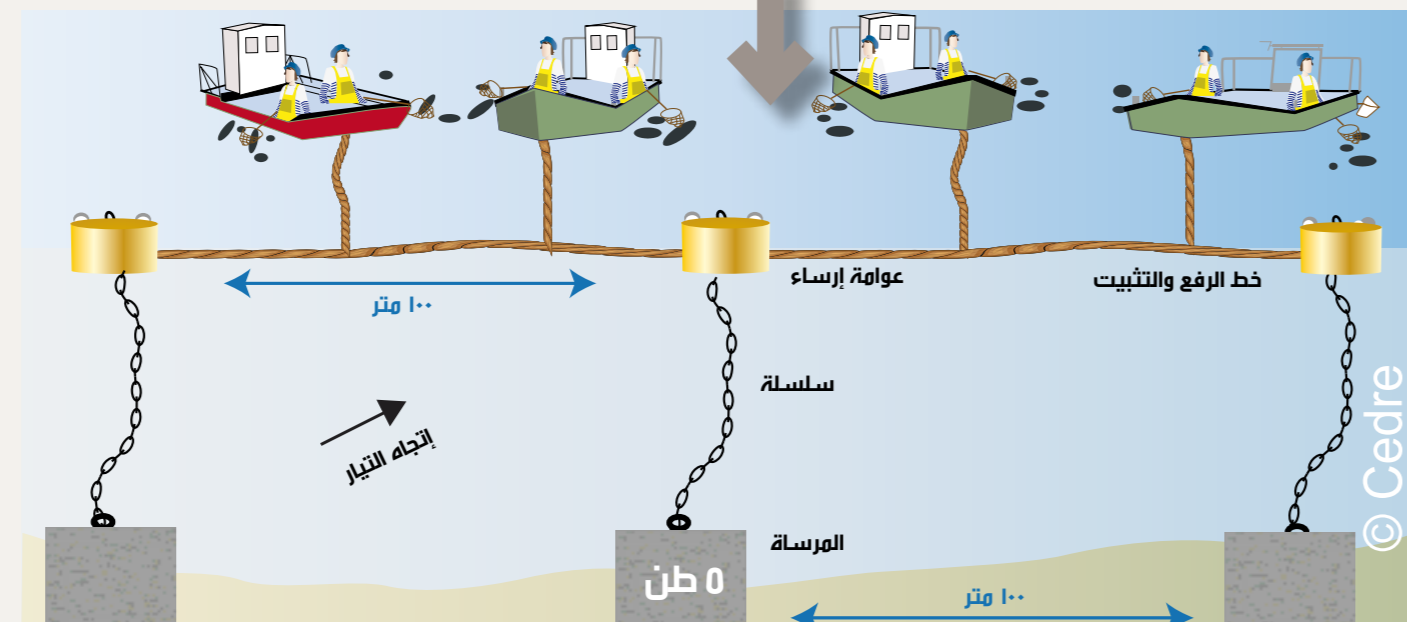 عوامة إرساء
خط الرفع والتثبيت
١٠٠ متر
سلسلة
إتجاه التيار
المرساة
٥ طن
١٠٠ متر
© Cedre